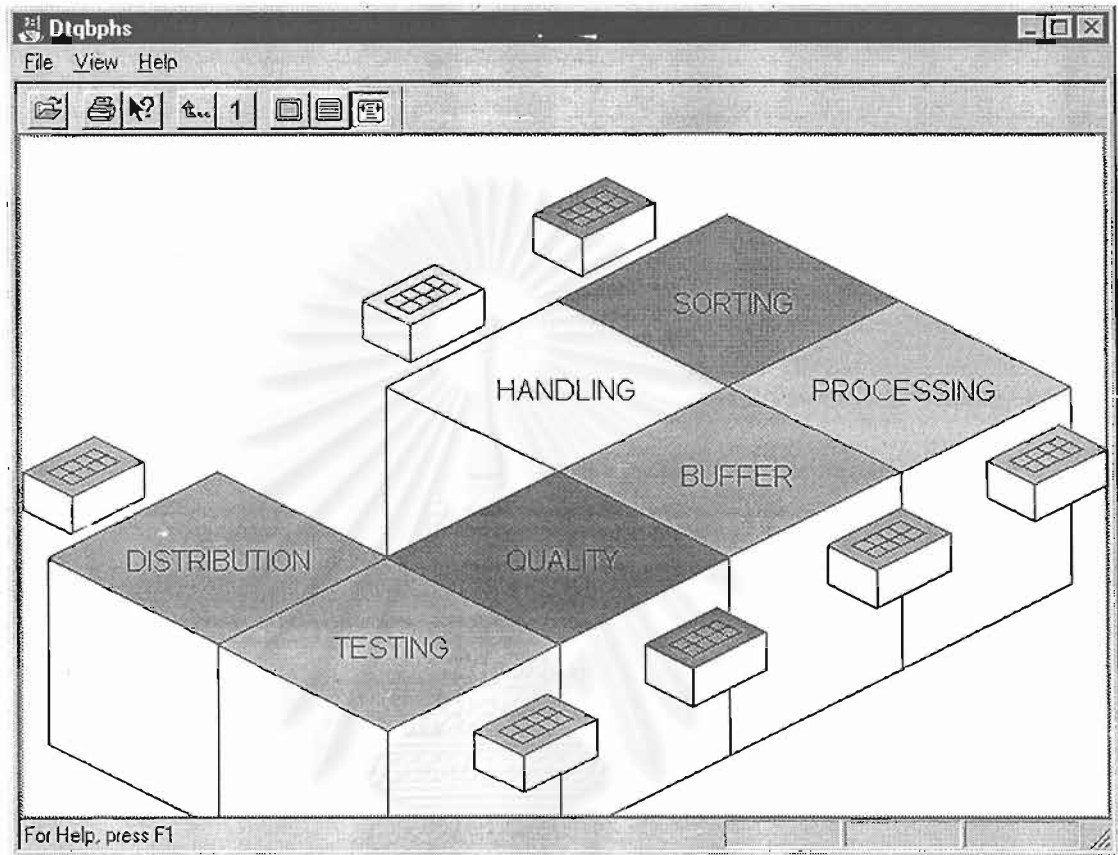 Dtqbphs
File View Help
1
SORTING
HANDLING
PROCESSING
BUFFER
DISTRIBUTION
QUALITY
TESTING
For Help, press F1